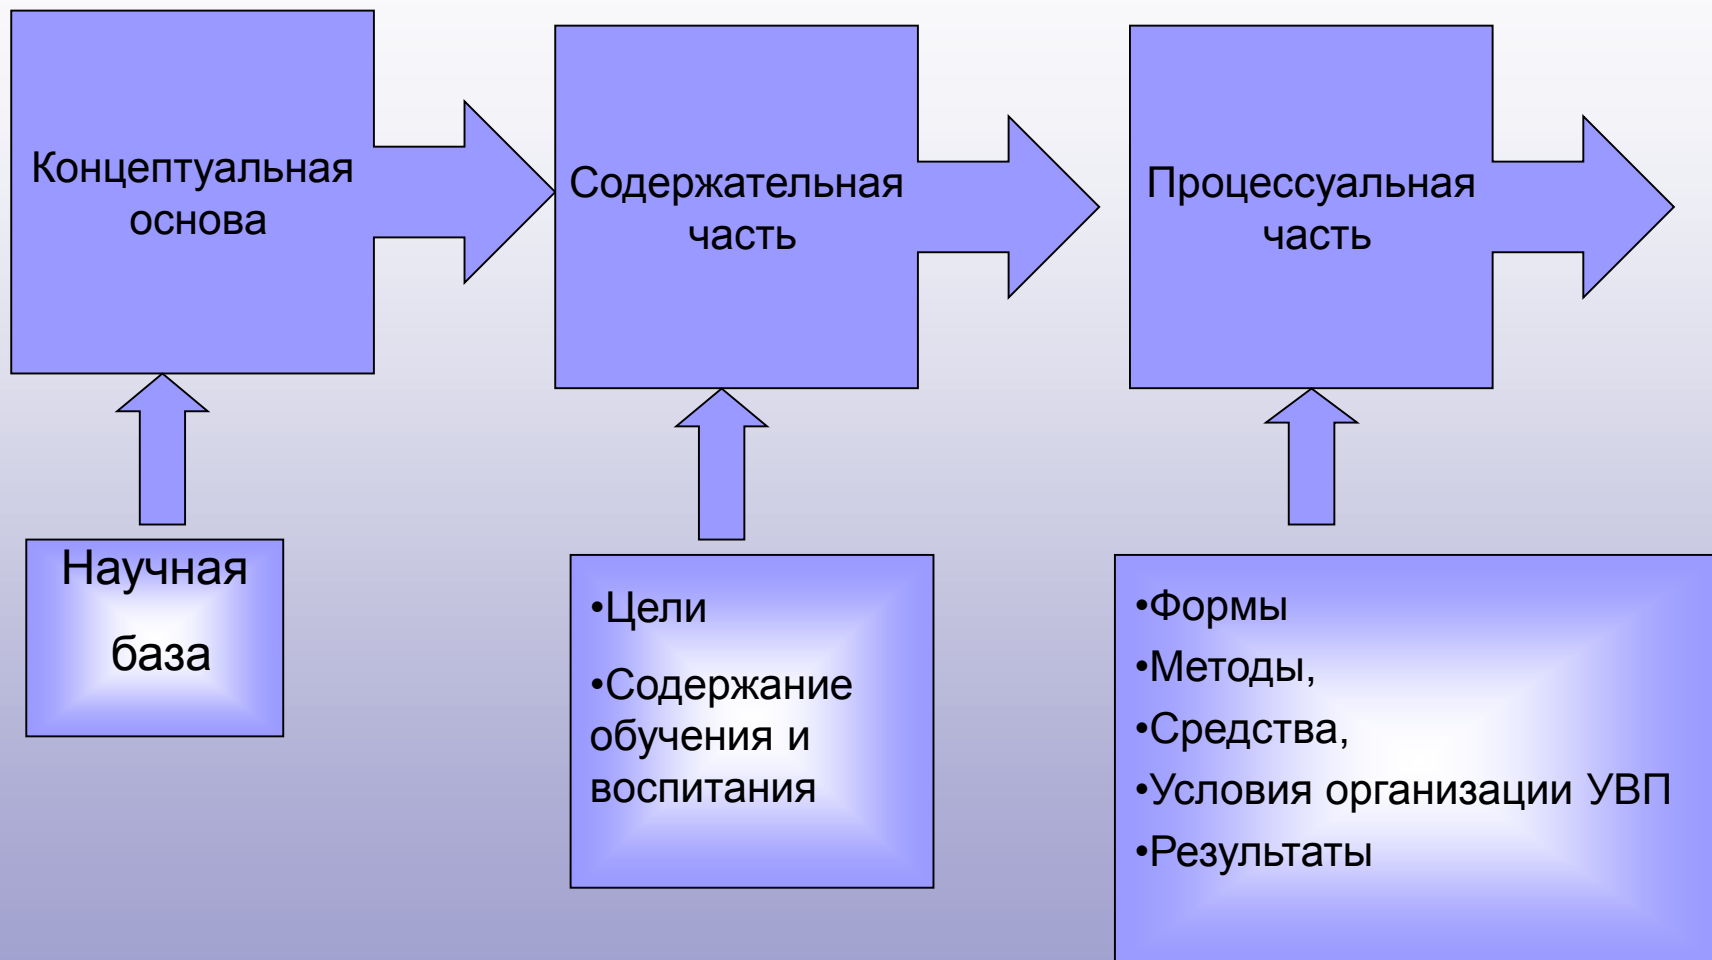 Концептуальная
основа
Содержательная
часть
Процессуальная
часть
Научная
база
•Цели
•Содержание
обучения и
воспитания
•Формы
•Методы,
•Средства,
•Условия организации УВП
•Результаты